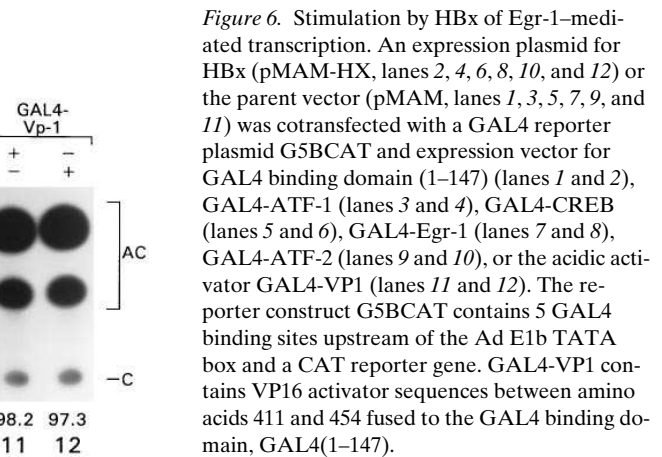 GAL4-
Vp-1
+ –
– +
AC
–C
98.2 97.3
11 12
Figure 6. Stimulation by HBx of Egr-1–medi-
ated transcription. An expression plasmid for
HBx (pMAM-HX, lanes 2, 4, 6, 8, 10, and 12) or
the parent vector (pMAM, lanes 1, 3, 5, 7, 9, and
11) was cotransfected with a GAL4 reporter
plasmid G5BCAT and expression vector for
GAL4 binding domain (1–147) (lanes 1 and 2),
GAL4-ATF-1 (lanes 3 and 4), GAL4-CREB
(lanes 5 and 6), GAL4-Egr-1 (lanes 7 and 8),
GAL4-ATF-2 (lanes 9 and 10), or the acidic acti-
vator GAL4-VP1 (lanes 11 and 12). The re-
porter construct G5BCAT contains 5 GAL4
binding sites upstream of the Ad E1b TATA
box and a CAT reporter gene. GAL4-VP1 con-
tains VP16 activator sequences between amino
acids 411 and 454 fused to the GAL4 binding do-
main, GAL4(1–147).